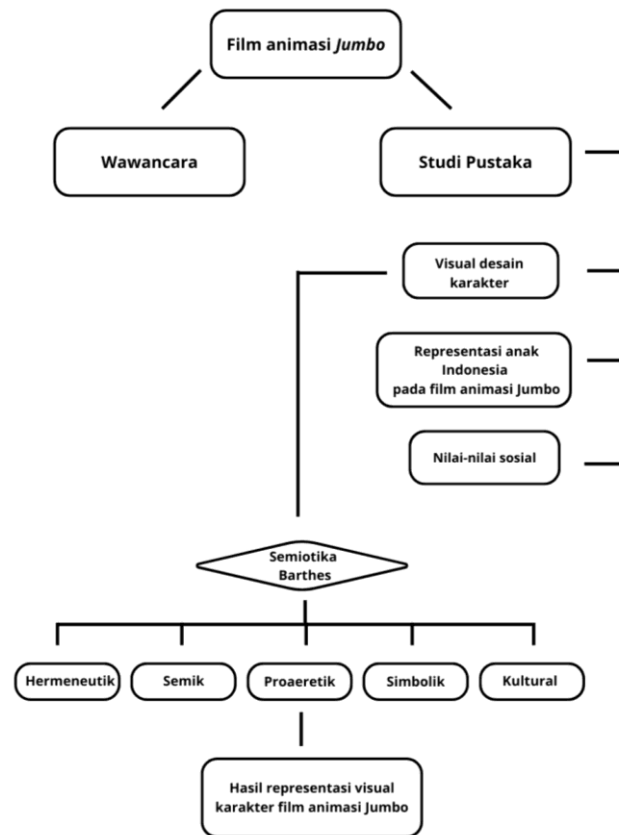 Film animasi Jumbo
Wawancara
Studi Pustaka
Visual desain
karakter
Representasi anak
Indonesia
pada film animasi Jumbo
Nilai-nilai sosial
Semiotika
Barthes
Hermeneutik
Semik
Proaeretik
Simbolik
Kultural
Hasil representasi visual
karakter film animasi Jumbo